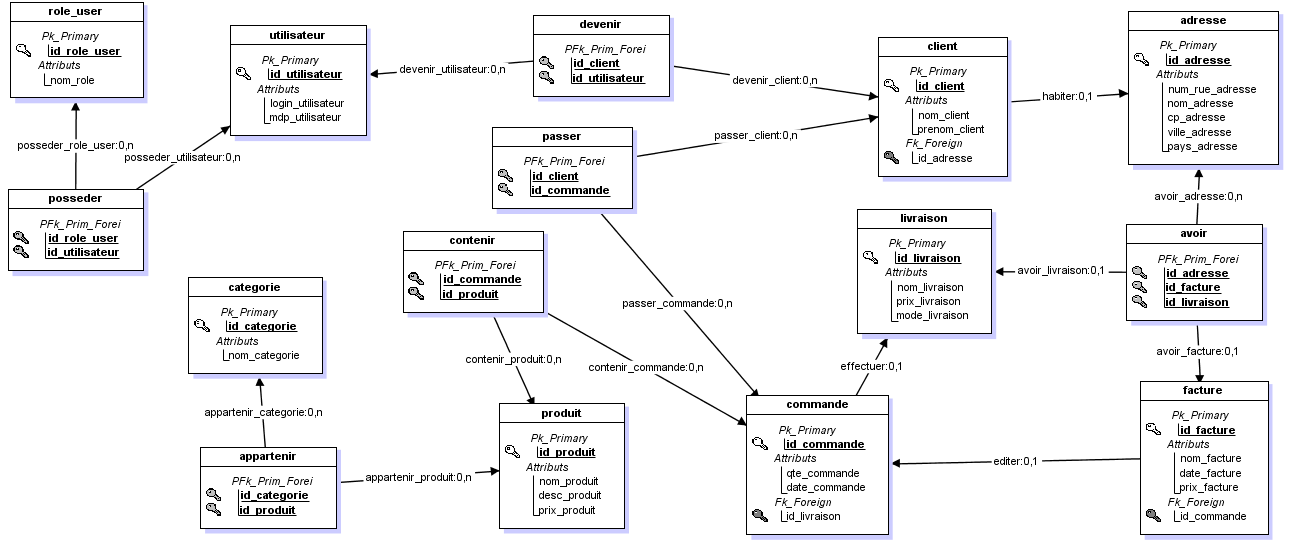 role_user
Pk_Primary
id_role_user
Attributs
nom_role
utilisateur
Pk_Primary
id_utilisateur
Attributs
login_utilisateur
mdp_utilisateur
devenir
PFk_Prim_Forei
id_client
id_utilisateur
client
Pk_Primary
id_client
Attributs
nom_client
prenom_client
Fk_Foreign
id_adresse
adresse
Pk_Primary
id_adresse
Attributs
num_rue_adresse
nom_adresse
cp_adresse
ville_adresse
pays_adresse
devenir_utilisateur:0,n
devenir_client:0,n
habiter:0,1
posseder_role_user:0,n
posseder_utilisateur:0,n
passer
PFk_Prim_Forei
id_client
id_commande
passer_client:0,n
posseder
PFk_Prim_Forei
id_role_user
id_utilisateur
contenir
PFk_Prim_Forei
id_commande
id_produit
livraison
Pk_Primary
id_livraison
Attributs
nom_livraison
prix_livraison
mode_livraison
avoir_adresse:0,n
avoir
PFk_Prim_Forei
id_adresse
id_facture
id_livraison
avoir_livraison:0,1
categorie
Pk_Primary
id_categorie
Attributs
nom_categorie
passer_commande:0,n
contenir_produit:0,n
contenir_commande:0,n
effectuer:0,1
avoir_facture:0,1
appartenir_categorie:0,n
produit
Pk_Primary
id_produit
Attributs
nom_produit
desc_produit
prix_produit
commande
Pk_Primary
id_commande
Attributs
qte_commande
date_commande
Fk_Foreign
id_livraison
facture
Pk_Primary
id_facture
Attributs
nom_facture
date_facture
prix_facture
Fk_Foreign
id_commande
appartenir
PFk_Prim_Forei
id_categorie
id_produit
appartenir_produit:0,n
editer:0,1